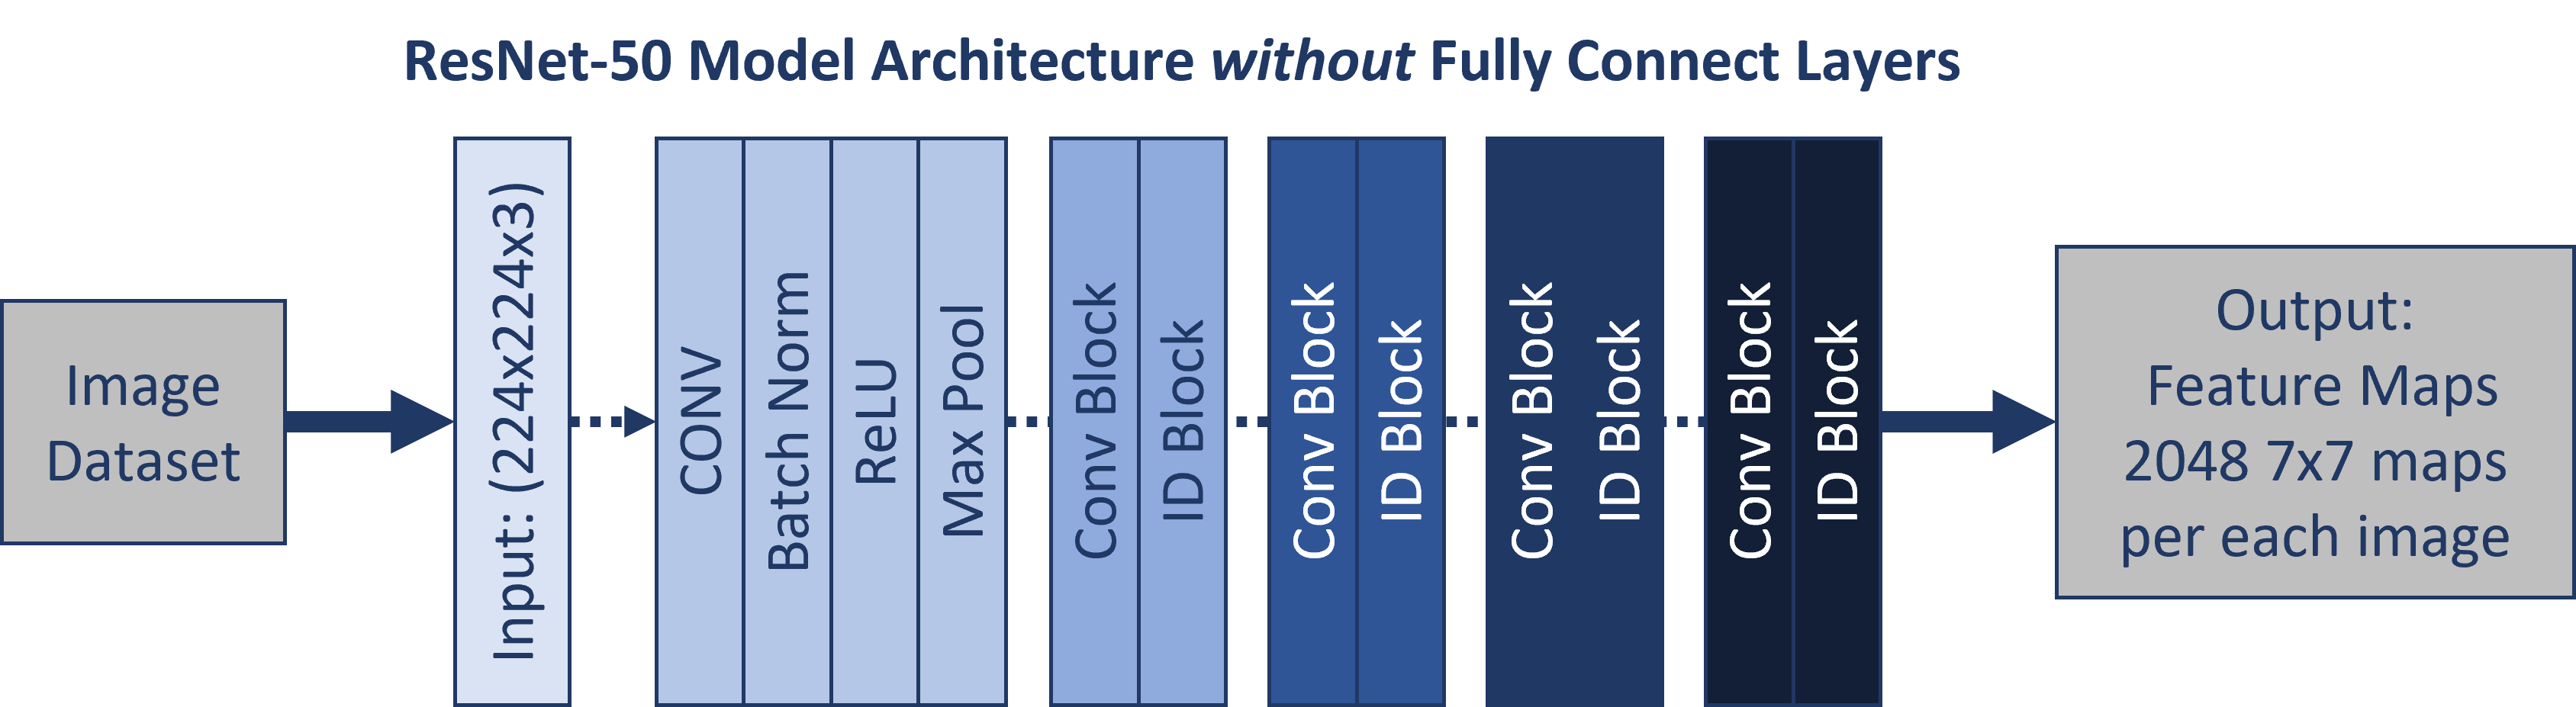 ResNet-50 Model Architecture without Fully Connect Layers
Image
Dataset
Input: (224x224x3)
CONV
Batch Norm
ReLU
Max Pool
Conv Block
ID Block
Conv Block
ID Block
Conv Block
ID Block
Conv Block
ID Block
Output:
Feature Maps
2048 7x7 maps
per each image